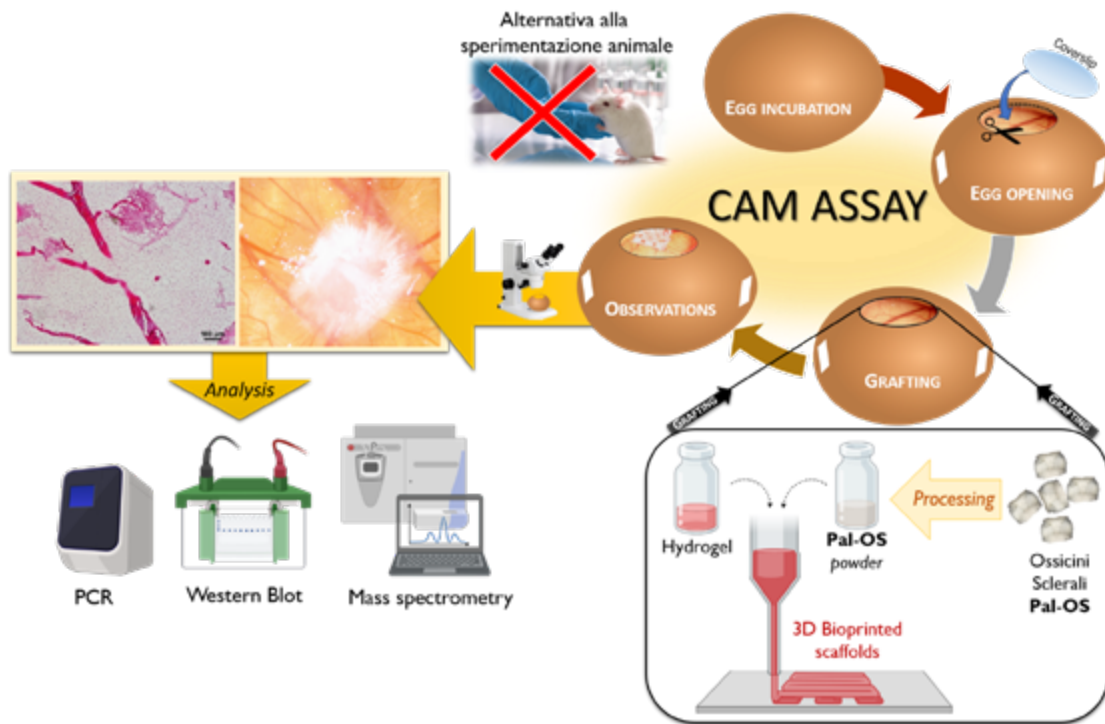 Alternativa alla
sperimentazione animale
Coverslip
EGG INCUBATION
EGG OPENING
CAM ASSAY
OBSERVATIONS
GRAFTING
GRAFTING
GRAFTING
Analysis
PCR
Western Blot
Mass spectrometry
Hydrogel
Pal-OS
powder
Processing
Ossicini
Sclerali
Pal-OS
3D Bioprinted
scaffolds